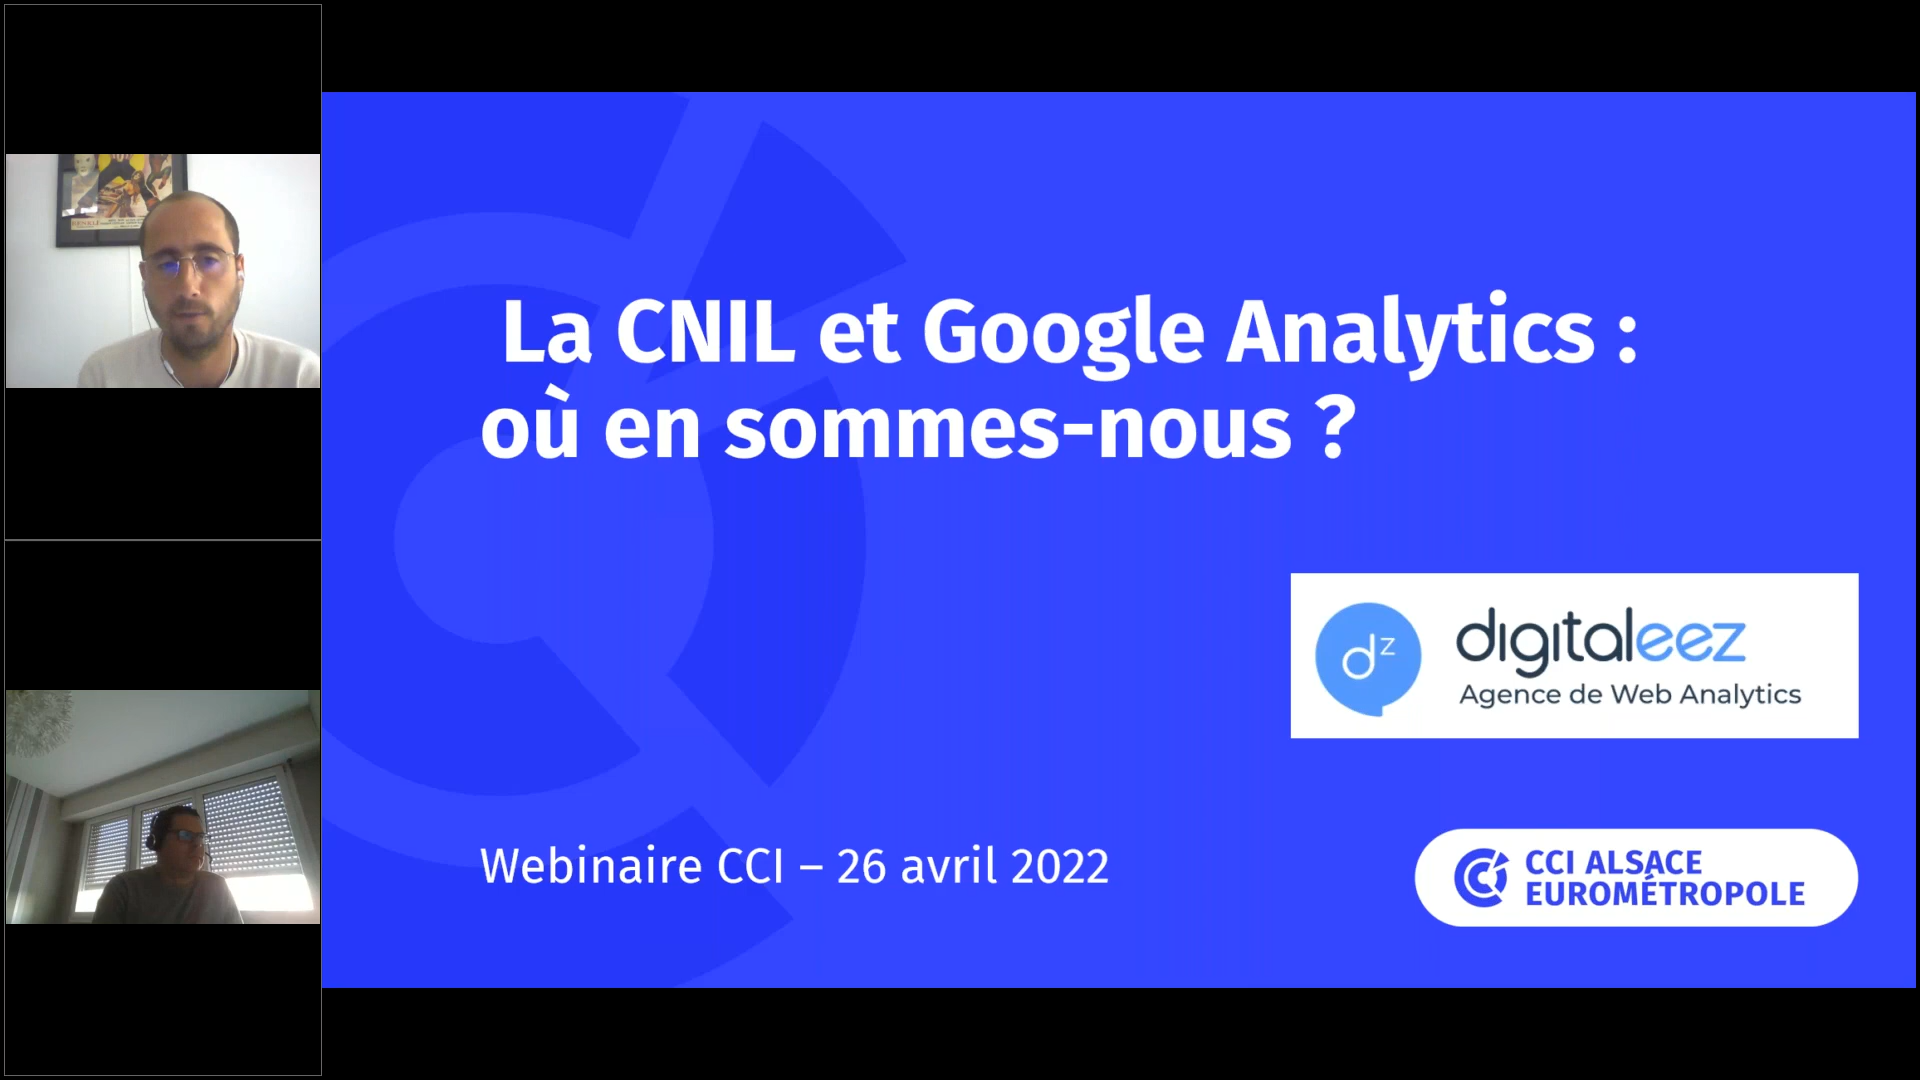 La CNIL et Google Analytics :
où en sommes-nous ?
dz
digitaleez
Agence de Web Analytics
Webinaire CCI – 26 avril 2022
CCI ALSACE
EUROMÉTROPOLE